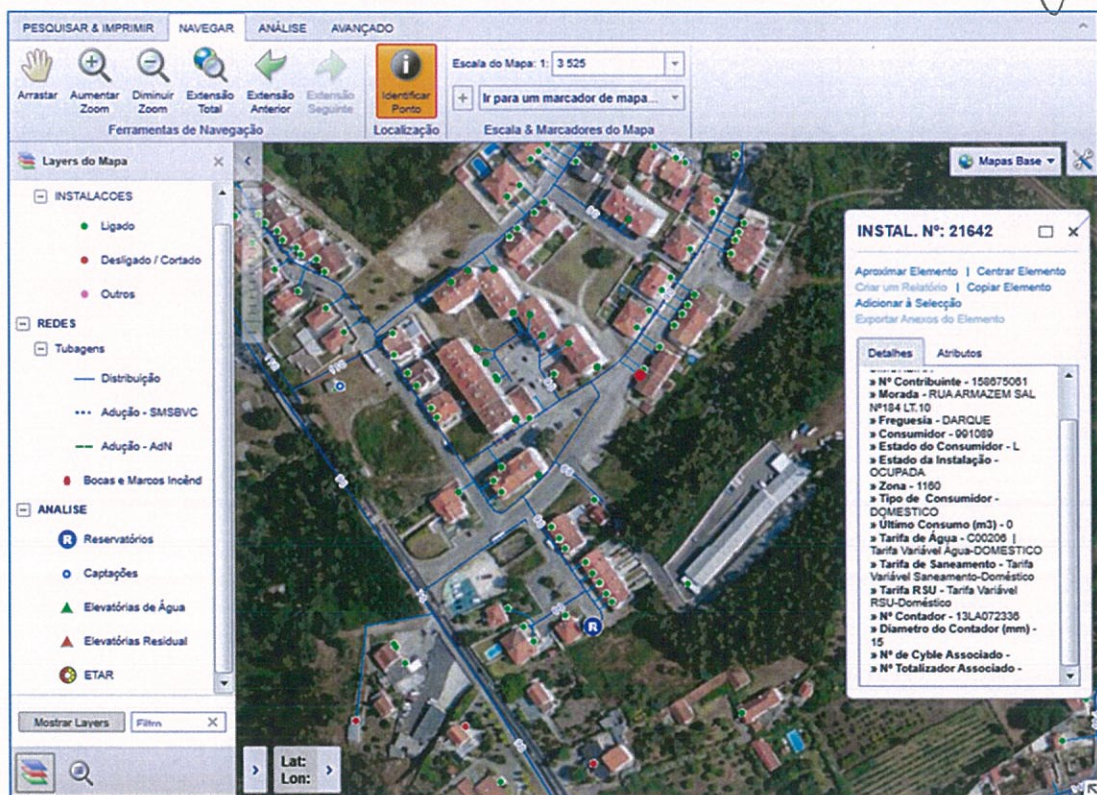 PESQUISAR & IMPRIMIR NAVEGAR ANÁLISE AVANÇADO
Arrastar
Aumentar Zoom
Diminuir Zoom
Extensão Total
Extensão Anterior
Extensão Seguinte
Ferramentas de Navegação
i
Identificar Ponto
Localização
Escala do Mapa: 1: 3 525
Ir para um marcador de mapa...
Escala & Marcadores do Mapa
Layers do Mapa
INSTALACOES
Ligado
Desligado / Cortado
Outros
REDES
Tubagens
Distribuição
Adução - SMSBVC
Adução - AdN
Bocas e Marcos Incênd
ANALISE
R Reservatórios
Captações
Elevatórias de Água
Elevatórias Residual
ETAR
Mostrar Layers Filtro
Mapas Base
R
Lat:
Lon:
INSTAL. Nº: 21642
Aproximar Elemento | Centrar Elemento
Criar um Relatório | Copiar Elemento
Adicionar à Selecção
Exportar Anexos do Elemento
Detalhes Atributos
» Nº Contribuinte - 158675061
» Morada - RUA ARMAZEM SAL
Nº184 LT.10
» Freguesia - DARQUE
» Consumidor - 991089
» Estado do Consumidor - L
» Estado da Instalação -
OCUPADA
» Zona - 1160
» Tipo de Consumidor -
DOMESTICO
» Último Consumo (m3) - 0
» Tarifa de Água - C00206 |
Tarifa Variável Água-DOMESTICO
» Tarifa de Saneamento - Tarifa
Variável Saneamento-Doméstico
» Tarifa RSU - Tarifa Variável
RSU-Doméstico
» Nº Contador - 13LA072336
» Diametro do Contador (mm) -
15
» Nº de Cyble Associado -
» Nº Totalizador Associado -